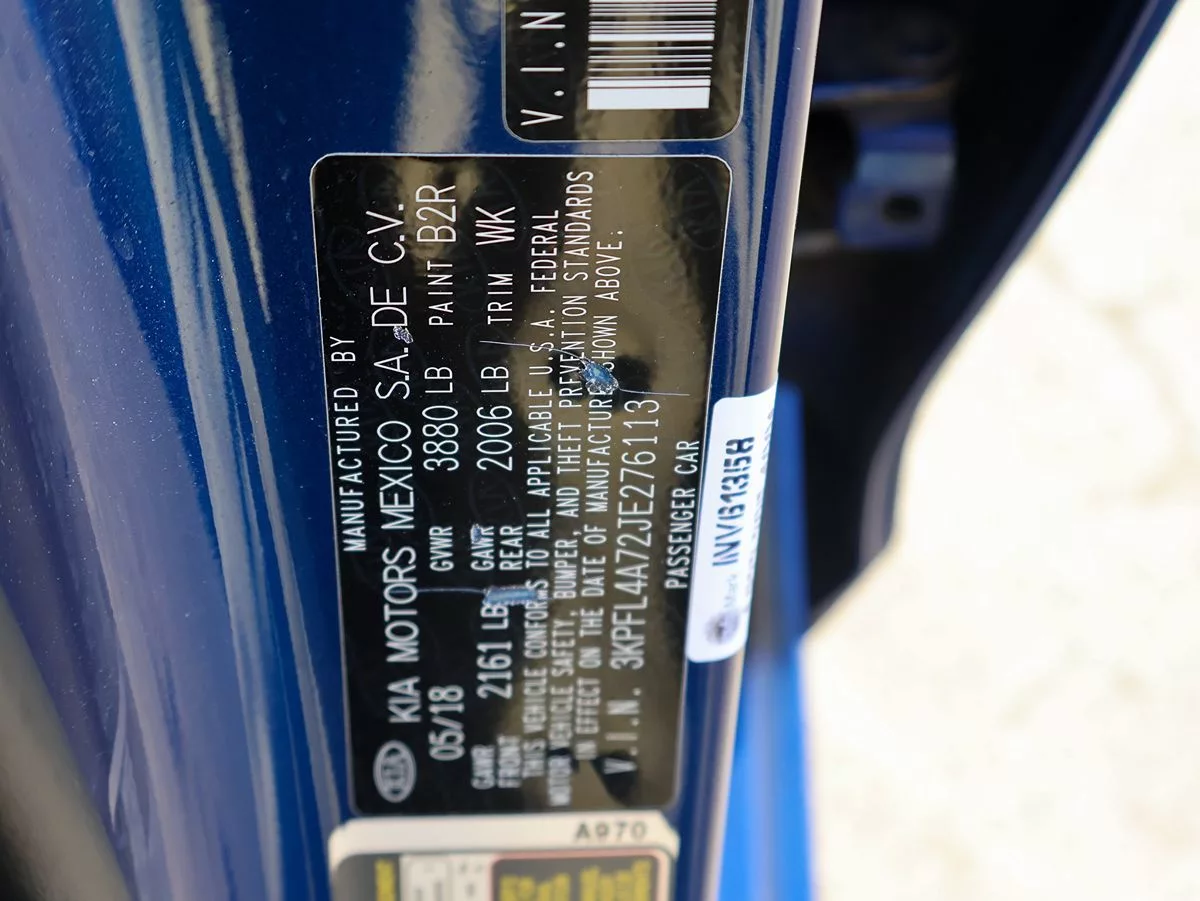 V.I.N
MANUFACTURED BY
KIA KIA MOTORS MEXICO S.A. DE C.V.
05/18 GVWR 3880 LB PAINT B2R
GAWR FRONT 2161 LB GAWR REAR 2006 LB TRIM WK
THIS VEHICLE CONFORMS TO ALL APPLICABLE U.S.A. FEDERAL
MOTOR VEHICLE SAFETY, BUMPER, AND THEFT PREVENTION STANDARDS
IN EFFECT ON THE DATE OF MANUFACTURE SHOWN ABOVE.
V.I.N. 3KPFL4A72JE276113
PASSENGER CAR
Mark
A970